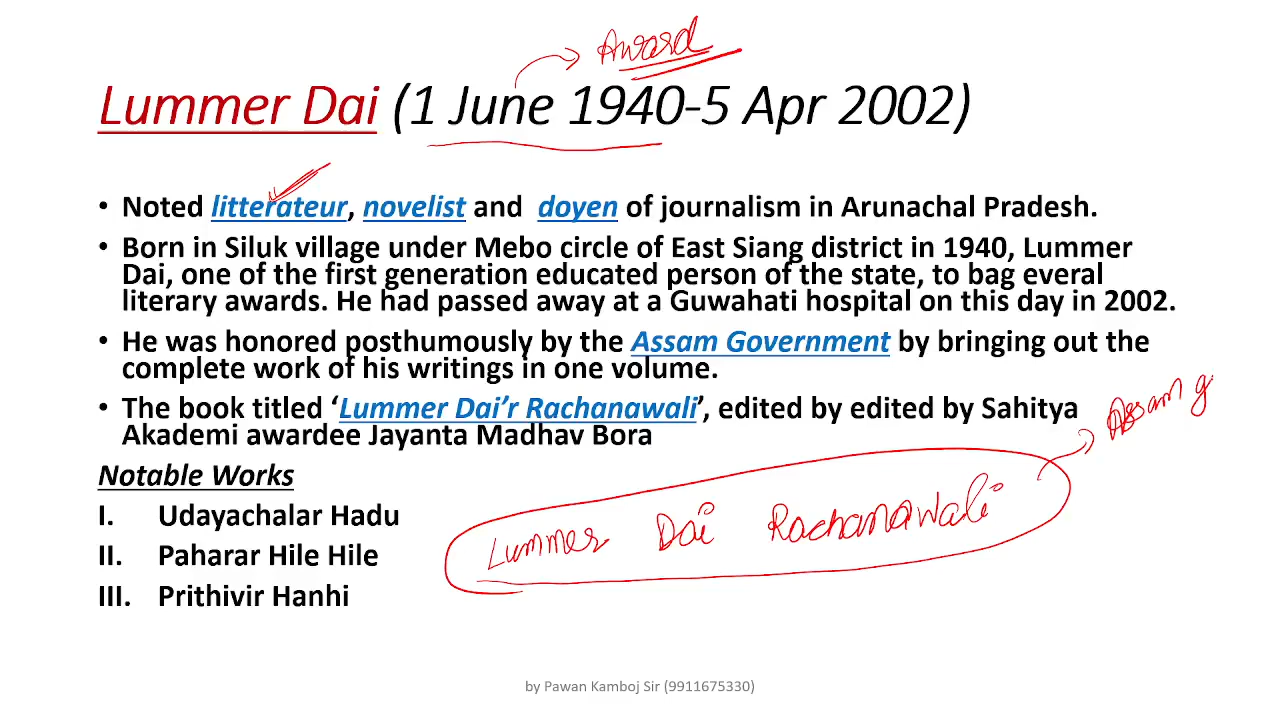 Award
Lummer Dai (1 June 1940-5 Apr 2002)
• Noted litterateur, novelist and doyen of journalism in Arunachal Pradesh.
• Born in Siluk village under Mebo circle of East Siang district in 1940, Lummer
Dai, one of the first generation educated person of the state, to bag everal
literary awards. He had passed away at a Guwahati hospital on this day in 2002.
• He was honored posthumously by the Assam Government by bringing out the
complete work of his writings in one volume.
• The book titled ‘Lummer Dai’r Rachanawali’, edited by edited by Sahitya
Akademi awardee Jayanta Madhav Bora
Assam g
Notable Works
I. Udayachalar Hadu
II. Paharar Hile Hile
III. Prithivir Hanhi
Lummer Dai Rachanawali
by Pawan Kamboj Sir (9911675330)